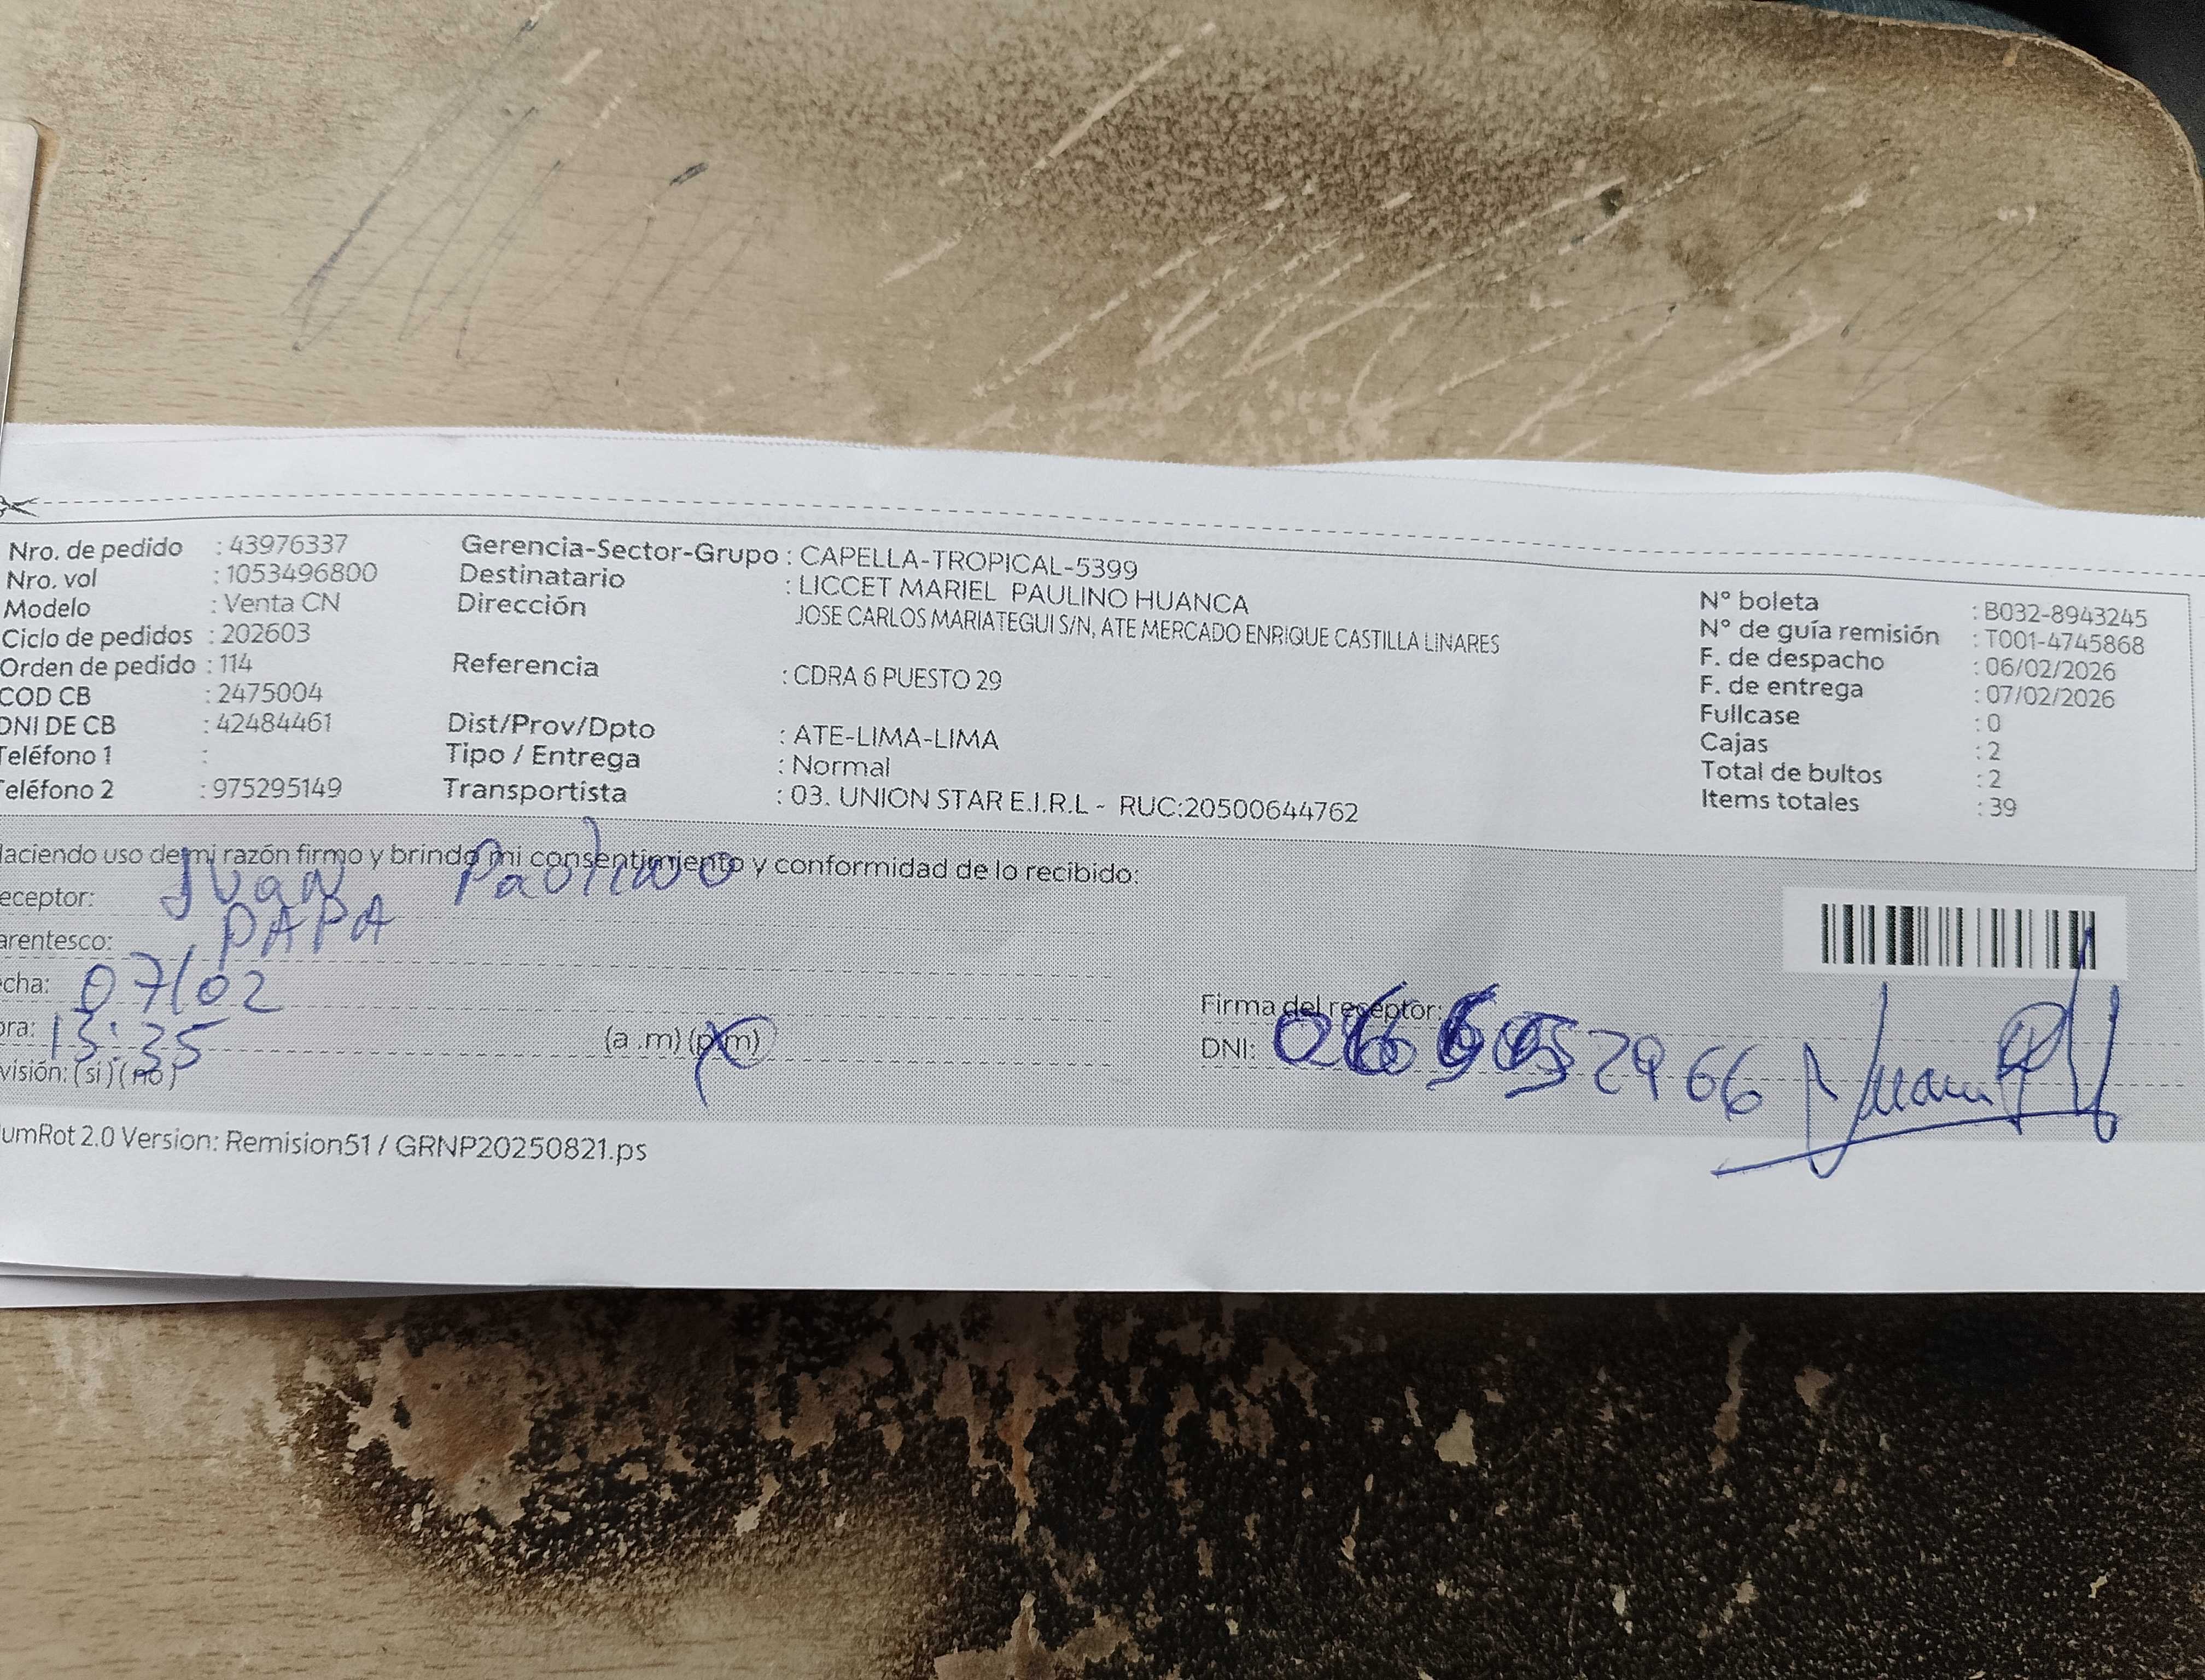 Nro. de pedido : 43976337
Nro. vol : 1053496800
Modelo : Venta CN
Ciclo de pedidos : 202603
Orden de pedido : 114
COD CB : 2475004
DNI DE CB : 42484461
Teléfono 1 :
Teléfono 2 : 975295149
Gerencia-Sector-Grupo : CAPELLA-TROPICAL-5399
Destinatario : LICCET MARIEL PAULINO HUANCA
Dirección JOSE CARLOS MARIATEGUI S/N, ATE MERCADO ENRIQUE CASTILLA LINARES
Referencia : CDRA 6 PUESTO 29
Dist/Prov/Dpto : ATE-LIMA-LIMA
Tipo / Entrega : Normal
Transportista : 03. UNION STAR E.I.R.L - RUC:20500644762
N° boleta : B032-8943245
N° de guía remisión : T001-4745868
F. de despacho : 06/02/2026
F. de entrega : 07/02/2026
Fullcase : 0
Cajas : 2
Total de bultos : 2
Items totales : 39
Haciendo uso de mi razón firmo y brindo mi consentimiento y conformidad de lo recibido:
eceptor: Juan Paolino
arentesco: PAPA
echa: 07/02
ora: 13:35 (a .m) (p.m)
visión: (si) (no)
Firma del receptor:
DNI: 2966
umRot 2.0 Version: Remision51 / GRNP20250821.ps